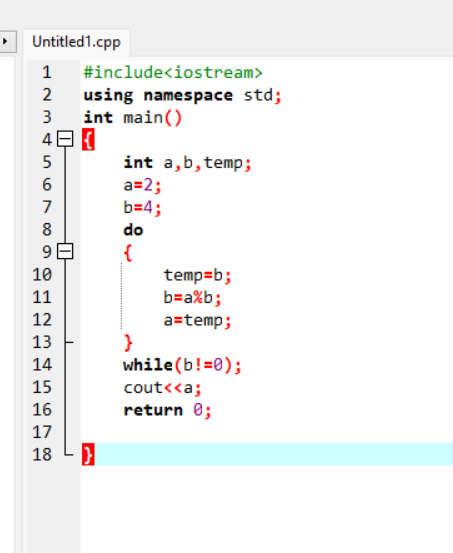 Untitled1.cpp
1 #include<iostream>
2 using namespace std;
3 int main()
4 {
5 int a,b,temp;
6 a=2;
7 b=4;
8 do
9 {
10 temp=b;
11 b=a%b;
12 a=temp;
13 }
14 while(b!=0);
15 cout<<a;
16 return 0;
17
18 }